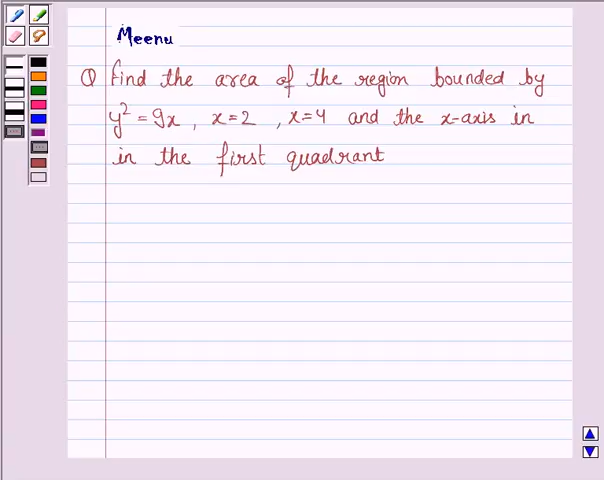 Meenu
Q Find the area of the region bounded by
y² = 9x, x=2, x=4 and the x-axis in
in the first quadrant